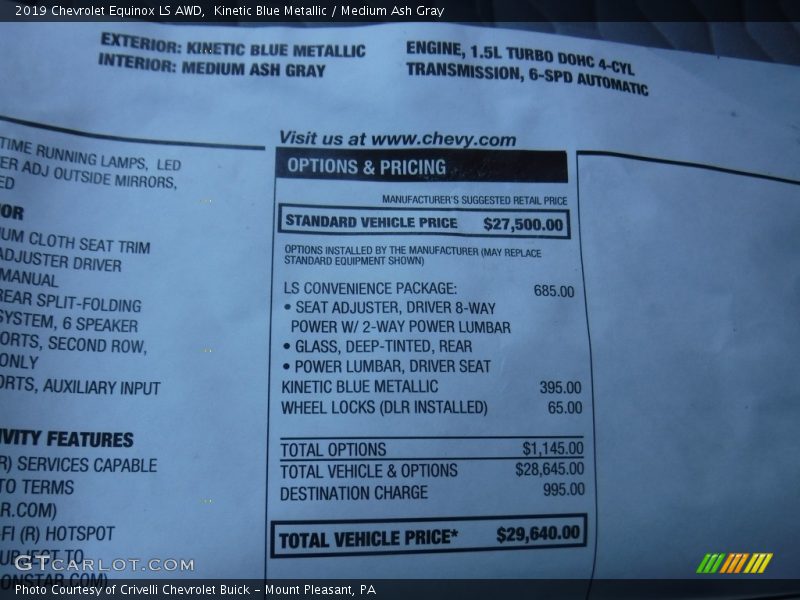 2019 Chevrolet Equinox LS AWD,  Kinetic Blue Metallic / Medium Ash Gray
EXTERIOR: KINETIC BLUE METALLIC
INTERIOR: MEDIUM ASH GRAY
ENGINE, 1.5L TURBO DOHC 4-CYL
TRANSMISSION, 6-SPD AUTOMATIC
TIME RUNNING LAMPS, LED
ER ADJ OUTSIDE MIRRORS,
ED
OR
UM CLOTH SEAT TRIM
ADJUSTER DRIVER
MANUAL
REAR SPLIT-FOLDING
SYSTEM, 6 SPEAKER
ORTS, SECOND ROW,
ONLY
ORTS, AUXILIARY INPUT
IVITY FEATURES
R) SERVICES CAPABLE
TO TERMS
R.COM)
-FI (R) HOTSPOT
UBJECT TO
ONSTAR.COM)
Visit us at www.chevy.com
OPTIONS & PRICING
MANUFACTURER'S SUGGESTED RETAIL PRICE
STANDARD VEHICLE PRICE $27,500.00
OPTIONS INSTALLED BY THE MANUFACTURER (MAY REPLACE
STANDARD EQUIPMENT SHOWN)
LS CONVENIENCE PACKAGE: 685.00
• SEAT ADJUSTER, DRIVER 8-WAY
POWER W/ 2-WAY POWER LUMBAR
• GLASS, DEEP-TINTED, REAR
• POWER LUMBAR, DRIVER SEAT
KINETIC BLUE METALLIC 395.00
WHEEL LOCKS (DLR INSTALLED) 65.00
TOTAL OPTIONS $1,145.00
TOTAL VEHICLE & OPTIONS $28,645.00
DESTINATION CHARGE 995.00
TOTAL VEHICLE PRICE* $29,640.00
GTCarLot.com
Photo Courtesy of Crivelli Chevrolet Buick – Mount Pleasant, PA